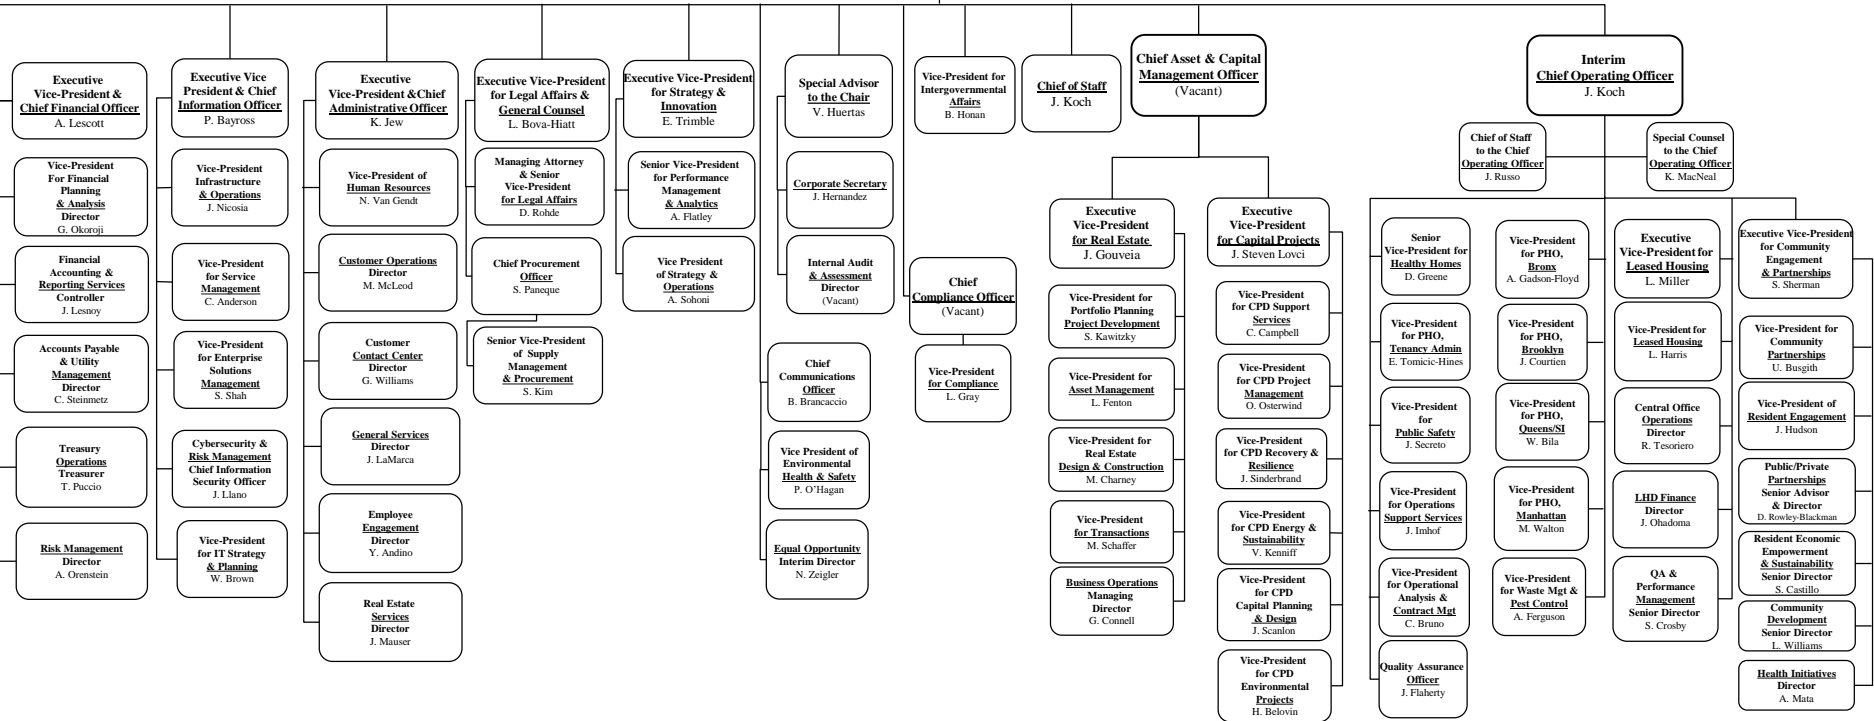 Executive
Vice-President &
Chief Financial Officer
A. Lescott
Vice-President
For Financial
Planning
& Analysis
Director
G. Okoroji
Financial
Accounting &
Reporting Services
Controller
J. Lesnoy
Accounts Payable
& Utility
Management
Director
C. Steinmetz
Treasury
Operations
Treasurer
T. Puccio
Risk Management
Director
A. Orenstein
Executive Vice
President & Chief
Information Officer
P. Bayross
Vice-President
Infrastructure
& Operations
J. Nicosia
Vice-President
for Service
Management
C. Anderson
Vice-President
for Enterprise
Solutions
Management
S. Shah
Cybersecurity &
Risk Management
Chief Information
Security Officer
J. Llano
Vice-President
for IT Strategy
& Planning
W. Brown
Executive
Vice-President &Chief
Administrative Officer
K. Jew
Vice-President of
Human Resources
N. Van Gendt
Customer Operations
Director
M. McLeod
Customer
Contact Center
Director
G. Williams
General Services
Director
J. LaMarca
Employee
Engagement
Director
Y. Andino
Real Estate
Services
Director
J. Mauser
Executive Vice-President
for Legal Affairs &
General Counsel
L. Bova-Hiatt
Managing Attorney
& Senior
Vice-President
for Legal Affairs
D. Rohde
Chief Procurement
Officer
S. Paneque
Senior Vice-President
of Supply
Management
& Procurement
S. Kim
Executive Vice-President
for Strategy &
Innovation
E. Trimble
Senior Vice-President
for Performance
Management
& Analytics
A. Flatley
Vice President
of Strategy &
Operations
A. Sohoni
Special Advisor
to the Chair
V. Huertas
Corporate Secretary
J. Hernandez
Internal Audit
& Assessment
Director
(Vacant)
Chief
Communications
Officer
B. Brancaccio
Vice President of
Environmental
Health & Safety
P. O'Hagan
Equal Opportunity
Interim Director
N. Zeigler
Vice-President for
Intergovernmental
Affairs
B. Honan
Chief
Compliance Officer
(Vacant)
Vice-President
for Compliance
L. Gray
Chief of Staff
J. Koch
Chief Asset & Capital
Management Officer
(Vacant)
Executive
Vice-President
for Real Estate
J. Gouveia
Vice-President for
Portfolio Planning
Project Development
S. Kawitzky
Vice-President for
Asset Management
L. Fenton
Vice-President for
Real Estate
Design & Construction
M. Charney
Vice-President
for Transactions
M. Schaffer
Business Operations
Managing
Director
G. Connell
Executive
Vice-President
for Capital Projects
J. Steven Lovci
Vice-President
for CPD Support
Services
C. Campbell
Vice-President
for CPD Project
Management
O. Osterwind
Vice-President
for CPD Recovery &
Resilience
J. Sinderbrand
Vice-President
for CPD Energy &
Sustainability
V. Kenniff
Vice-President
for CPD
Capital Planning
& Design
J. Scanlon
Vice-President
for CPD
Environmental
Projects
H. Belovin
Interim
Chief Operating Officer
J. Koch
Chief of Staff
to the Chief
Operating Officer
J. Russo
Special Counsel
to the Chief
Operating Officer
K. MacNeal
Senior
Vice-President for
Healthy Homes
D. Greene
Vice-President
for PHO,
Tenancy Admin
E. Tomicic-Hines
Vice-President
for
Public Safety
J. Secreto
Vice-President
for Operations
Support Services
J. Imhof
Vice-President
for Operational
Analysis &
Contract Mgt
C. Bruno
Quality Assurance
Officer
J. Flaherty
Vice-President
for PHO,
Bronx
A. Gadson-Floyd
Vice-President
for PHO,
Brooklyn
J. Courtien
Vice-President
for PHO,
Queens/SI
W. Bila
Vice-President
for PHO,
Manhattan
M. Walton
Vice-President
for Waste Mgt &
Pest Control
A. Ferguson
Executive
Vice-President for
Leased Housing
L. Miller
Vice-President for
Leased Housing
L. Harris
Central Office
Operations
Director
R. Tesoriero
LHD Finance
Director
J. Ohadoma
QA &
Performance
Management
Senior Director
S. Crosby
Executive Vice-President
for Community
Engagement
& Partnerships
S. Sherman
Vice-President for
Community
Partnerships
U. Busgith
Vice-President of
Resident Engagement
J. Hudson
Public/Private
Partnerships
Senior Advisor
& Director
D. Rowley-Blackman
Resident Economic
Empowerment
& Sustainability
Senior Director
S. Castillo
Community
Development
Senior Director
L. Williams
Health Initiatives
Director
A. Mata